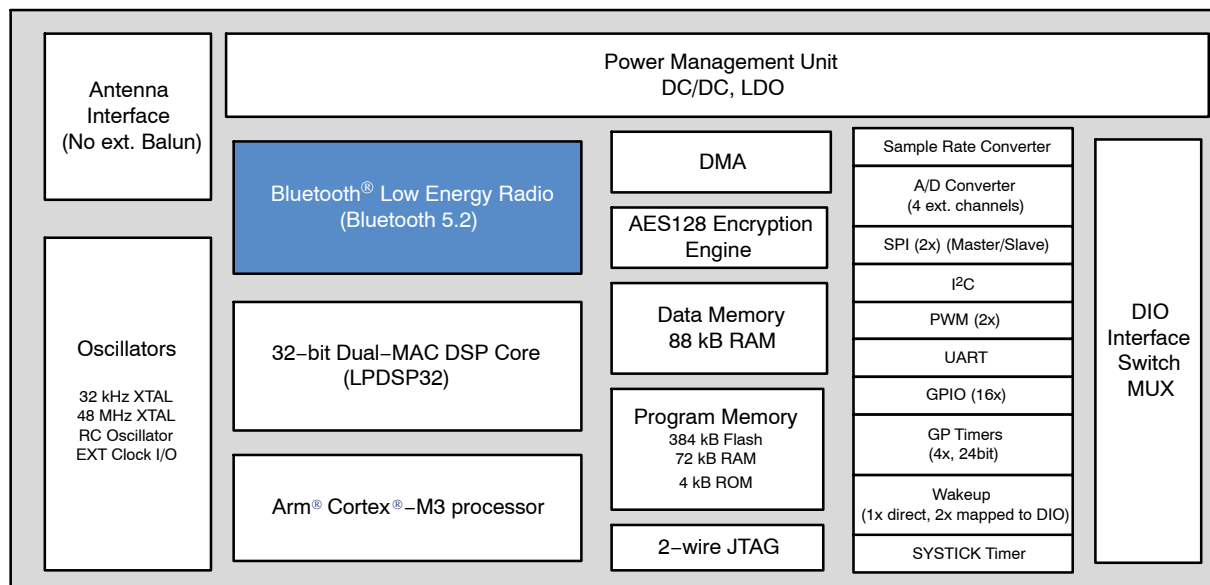 Antenna
Interface
(No ext. Balun)
Power Management Unit
DC/DC, LDO
Bluetooth® Low Energy Radio
(Bluetooth 5.2)
DMA
AES128 Encryption
Engine
Sample Rate Converter
A/D Converter
(4 ext. channels)
SPI (2x) (Master/Slave)
I²C
PWM (2x)
UART
GPIO (16x)
GP Timers
(4x, 24bit)
Wakeup
(1x direct, 2x mapped to DIO)
SYSTICK Timer
DIO
Interface
Switch
MUX
Oscillators
32 kHz XTAL
48 MHz XTAL
RC Oscillator
EXT Clock I/O
32−bit Dual−MAC DSP Core
(LPDSP32)
Data Memory
88 kB RAM
Program Memory
384 kB Flash
72 kB RAM
4 kB ROM
Arm® Cortex®−M3 processor
2−wire JTAG